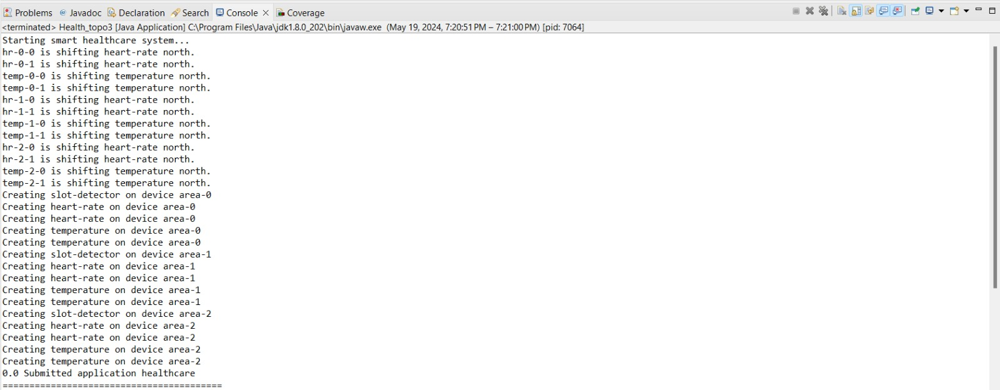 Problems @ Javadoc Declaration Search Console Coverage
<terminated> Health_topo3 [Java Application] C:\Program Files\Java\jdk1.8.0_202\bin\javaw.exe (May 19, 2024, 7:20:51 PM – 7:21:00 PM) [pid: 7064]
Starting smart healthcare system...
hr-0-0 is shifting heart-rate north.
hr-0-1 is shifting heart-rate north.
temp-0-0 is shifting temperature north.
temp-0-1 is shifting temperature north.
hr-1-0 is shifting heart-rate north.
hr-1-1 is shifting heart-rate north.
temp-1-0 is shifting temperature north.
temp-1-1 is shifting temperature north.
hr-2-0 is shifting heart-rate north.
hr-2-1 is shifting heart-rate north.
temp-2-0 is shifting temperature north.
temp-2-1 is shifting temperature north.
Creating slot-detector on device area-0
Creating heart-rate on device area-0
Creating heart-rate on device area-0
Creating temperature on device area-0
Creating temperature on device area-0
Creating slot-detector on device area-1
Creating heart-rate on device area-1
Creating heart-rate on device area-1
Creating temperature on device area-1
Creating temperature on device area-1
Creating slot-detector on device area-2
Creating heart-rate on device area-2
Creating heart-rate on device area-2
Creating temperature on device area-2
Creating temperature on device area-2
0.0 Submitted application healthcare
=========================================